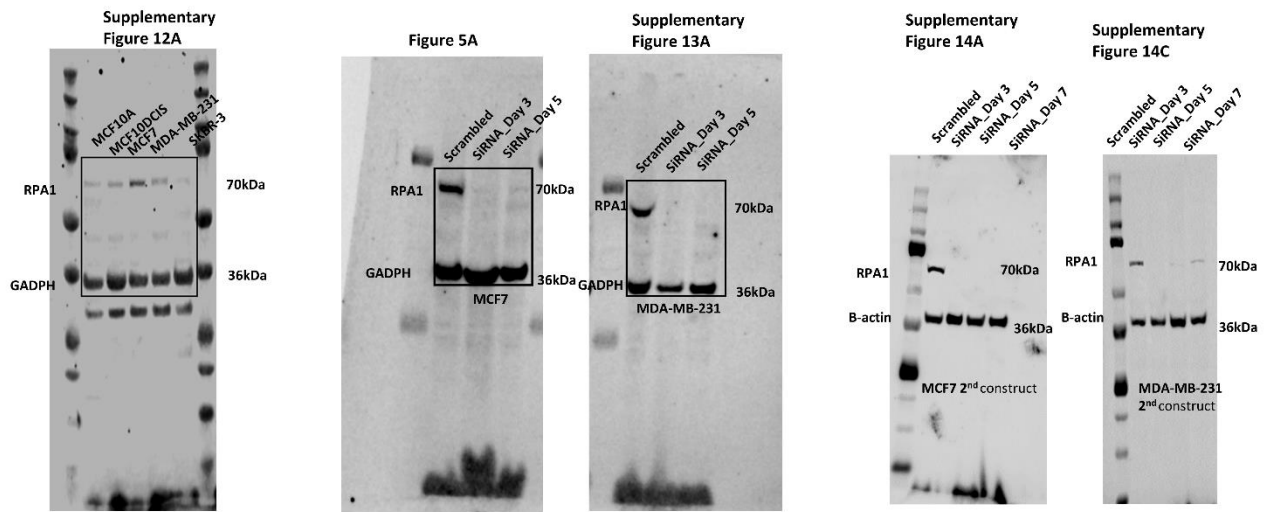 Supplementary
Figure 12A
MCF10A
MCF10DCIS
MCF7
MDA-MB-231
SKBR-3
RPA1
70kDa
GADPH
36kDa
Figure 5A
Scrambled
SiRNA_Day 3
SiRNA_Day 5
RPA1
70kDa
GADPH
36kDa
MCF7
Supplementary
Figure 13A
Scrambled
SiRNA_Day 3
SiRNA_Day 5
RPA1
70kDa
GADPH
36kDa
MDA-MB-231
Supplementary
Figure 14A
Scrambled
SiRNA_Day 3
SiRNA_Day 5
SiRNA_Day 7
RPA1
70kDa
B-actin
36kDa
MCF7 2nd construct
Supplementary
Figure 14C
Scrambled
SiRNA_Day 3
SiRNA_Day 5
SiRNA_Day 7
RPA1
70kDa
B-actin
36kDa
MDA-MB-231
2nd construct